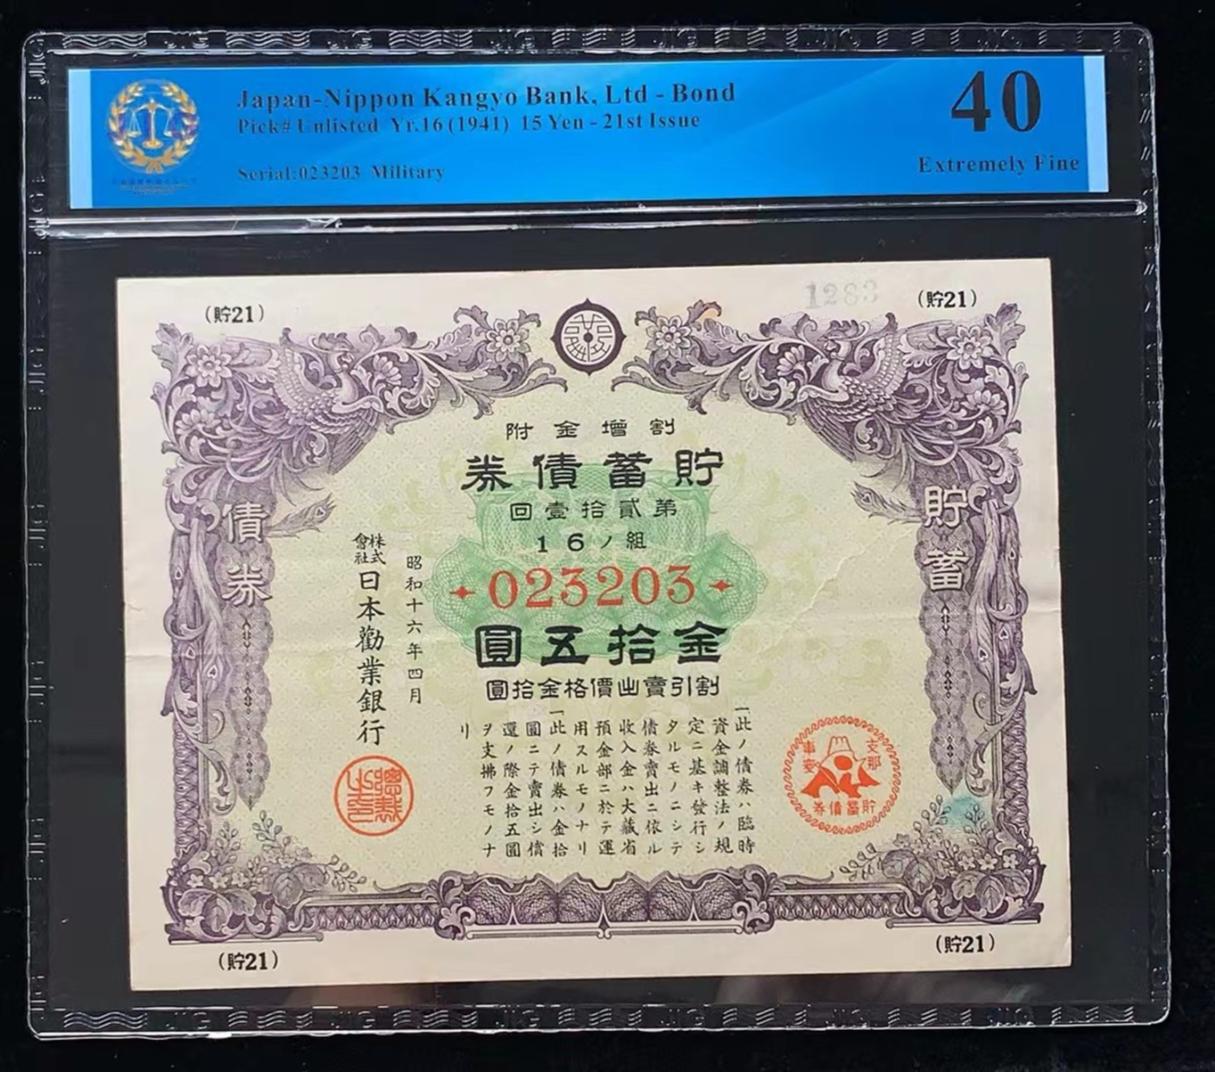 Japan-Nippon Kangyo Bank, Ltd - Bond
Pick# Unlisted Yr.16 (1941) 15 Yen - 21st Issue
Serial:023203 Military
40
Extremely Fine
(貯21)
1283
(貯21)
割增金附
貯蓄債券
第貳拾壹回
組ノ16
023203
金拾五圓
割引賣出價格金拾圓
貯蓄
債券
昭和十六年四月
株式會社日本勸業銀行
一此ノ債券ハ臨時
資金調整法ノ規
定ニ基キ發行シ
タルモノニシテ
債券賣出ニ依ル
收入金ハ大藏省
預金部ニ於テ運
用スルモノナリ
一此ノ債券ハ金拾
圓ニテ賣出シ償
還ノ際金拾五圓
ヲ支拂フモノナ
リ
支那
事變
貯蓄債券
(貯21)
(貯21)